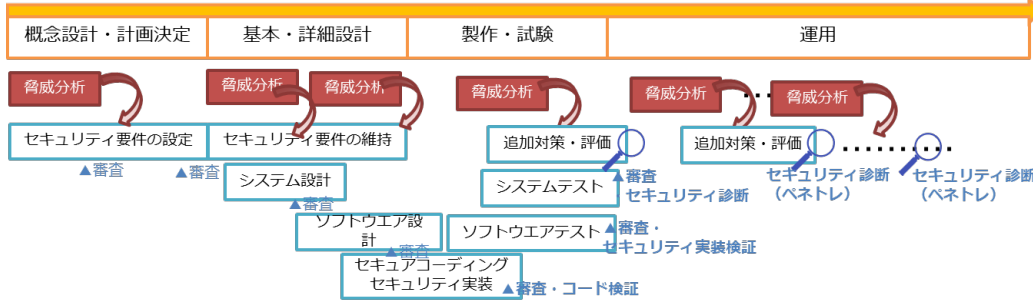 概念設計・計画決定
基本・詳細設計
製作・試験
運用
脅威分析
脅威分析
脅威分析
脅威分析
脅威分析
脅威分析
セキュリティ要件の設定
セキュリティ要件の維持
追加対策・評価
追加対策・評価
▲審査
▲審査
システム設計
システムテスト
▲審査
・セキュリティ診断
セキュリティ診断
(ペネトレ)
セキュリティ診断
(ペネトレ)
▲審査
ソフトウエア設
計
ソフトウエアテスト
▲審査・
セキュリティ実装検証
▲審査
セキュアコーディング
セキュリティ実装
▲審査・コード検証